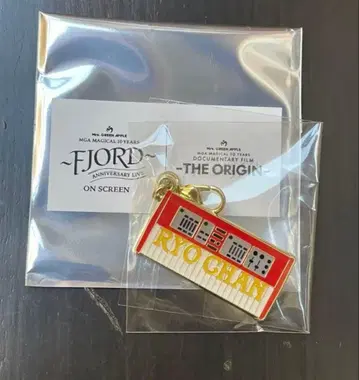 Mrs. GREEN APPLE
MGA MAGICAL 10 YEARS
~FJORD~
ANNIVERSARY LIVE
ON SCREEN
Mrs. GREEN APPLE
MGA MAGICAL 10 YEARS
DOCUMENTARY FILM
~THE ORIGIN~
RYO CHAN